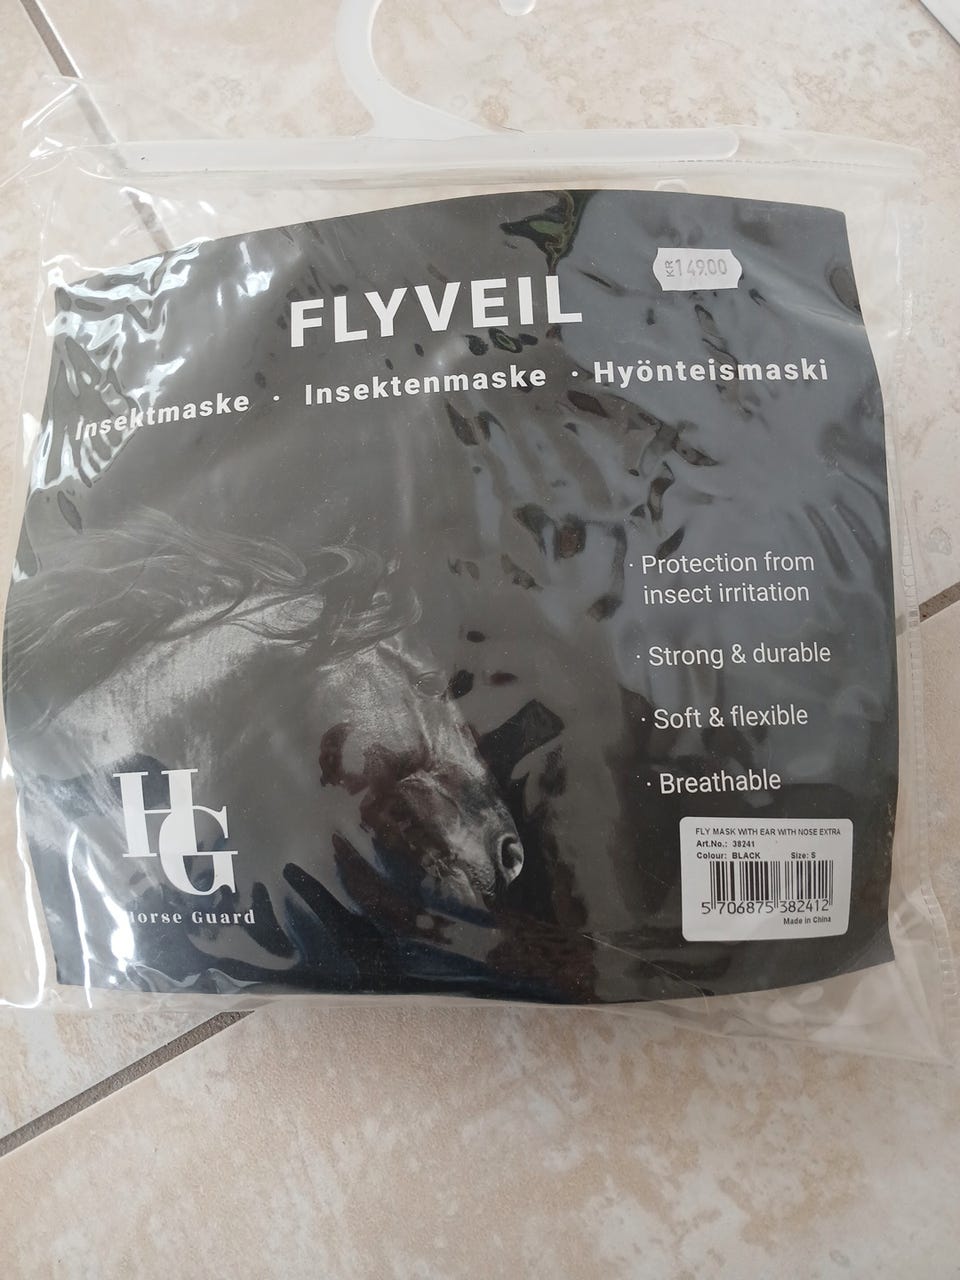 KR 149.00
FLYVEIL
Insektmaske · Insektenmaske · Hyönteismaski
· Protection from
insect irritation
· Strong & durable
· Soft & flexible
· Breathable
HG
Horse Guard
FLY MASK WITH EAR WITH NOSE EXTRA
Art.No.: 38241
Colour: BLACK Size: S
5 706875 382412
Made in China